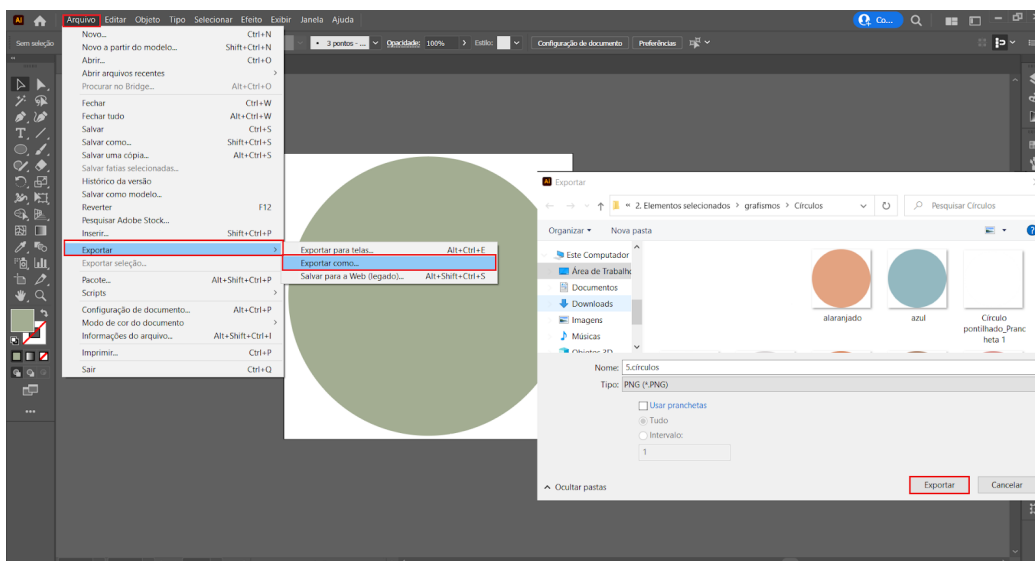 Ai Arquivo Editar Objeto Tipo Selecionar Efeito Exibir Janela Ajuda Co...
Sem seleção 3 pontos - ... Opacidade: 100% Estilo: Configuração de documento Preferências
Novo... Ctrl+N
Novo a partir do modelo... Shift+Ctrl+N
Abrir... Ctrl+O
Abrir arquivos recentes
Procurar no Bridge... Alt+Ctrl+O
Fechar Ctrl+W
Fechar tudo Alt+Ctrl+W
Salvar Ctrl+S
Salvar como... Shift+Ctrl+S
Salvar uma cópia... Alt+Ctrl+S
Salvar fatias selecionadas...
Histórico da versão
Salvar como modelo...
Reverter F12
Pesquisar Adobe Stock...
Inserir... Shift+Ctrl+P
Exportar
Exportar seleção...
Pacote... Alt+Shift+Ctrl+P
Scripts
Configuração de documento... Alt+Ctrl+P
Modo de cor do documento
Informações do arquivo... Alt+Shift+Ctrl+I
Imprimir... Ctrl+P
Sair Ctrl+Q
Exportar para telas... Alt+Ctrl+E
Exportar como...
Salvar para a Web (legado)... Alt+Shift+Ctrl+S
Ai Exportar
« 2. Elementos selecionados > grafismos > Círculos Pesquisar Círculos
Organizar Nova pasta
Este Computador
Área de Trabalho
Documentos
Downloads
Imagens
Músicas
Objetos 3D
alaranjado
azul
Círculo
pontilhado_Pranc
heta 1
Nome: 5.círculos
Tipo: PNG (*.PNG)
Usar pranchetas
Tudo
Intervalo:
1
Ocultar pastas Exportar Cancelar